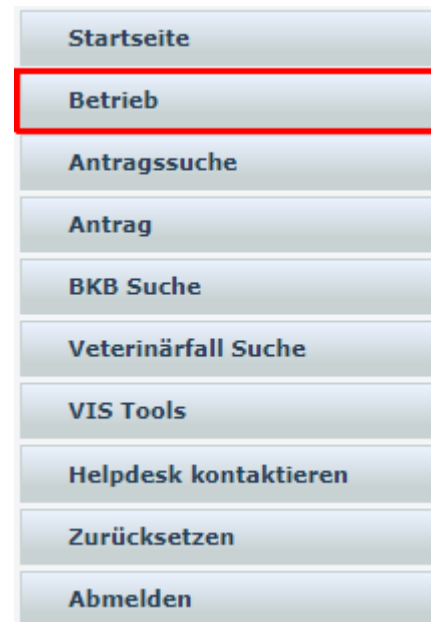 Startseite
Betrieb
Antragssuche
Antrag
BKB Suche
Veterinärfall Suche
VIS Tools
Helpdesk kontaktieren
Zurücksetzen
Abmelden